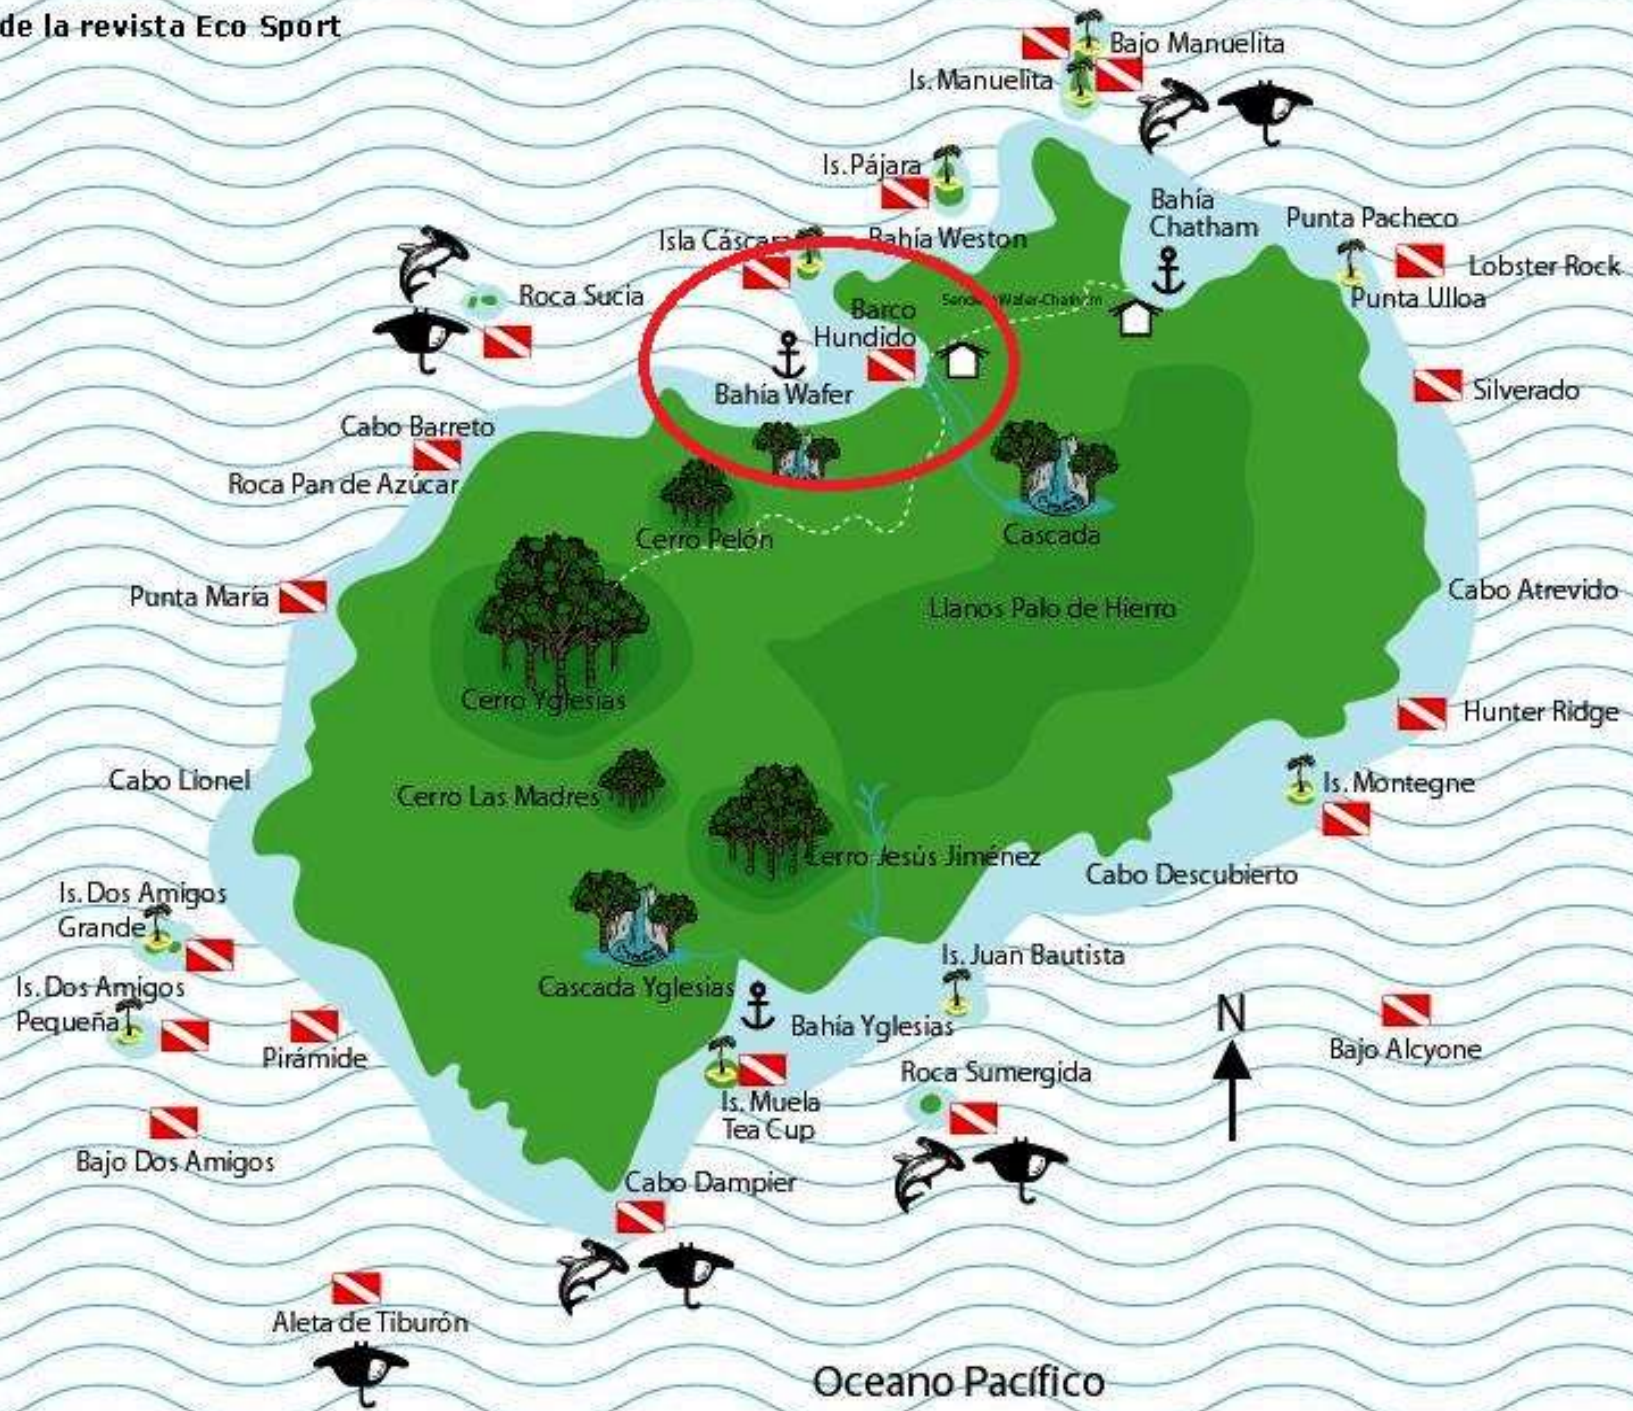 de la revista Eco Sport
Bajo Manuelita
Is. Manuelita
Is. Pájara
Bahía
Chatham
Punta Pacheco
Isla Cáscara
Bahía Weston
Lobster Rock
Punta Ulloa
Roca Sucia
Sendero Wafer-Chatham
Barco
Hundido
Bahía Wafer
Silverado
Cabo Barreto
Roca Pan de Azúcar
Cerro Pelón
Cascada
Punta María
Llanos Palo de Hierro
Cabo Atrevido
Cerro Yglesias
Hunter Ridge
Cabo Lionel
Cerro Las Madres
Is. Montegne
Cerro Jesús Jiménez
Cabo Descubierto
Is. Dos Amigos
Grande
Is. Juan Bautista
Is. Dos Amigos
Pequeña
Cascada Yglesias
Bahía Yglesias
N
Pirámide
Bajo Alcyone
Roca Sumergida
Is. Muela
Tea Cup
Bajo Dos Amigos
Cabo Dampier
Aleta de Tiburón
Oceano Pacífico